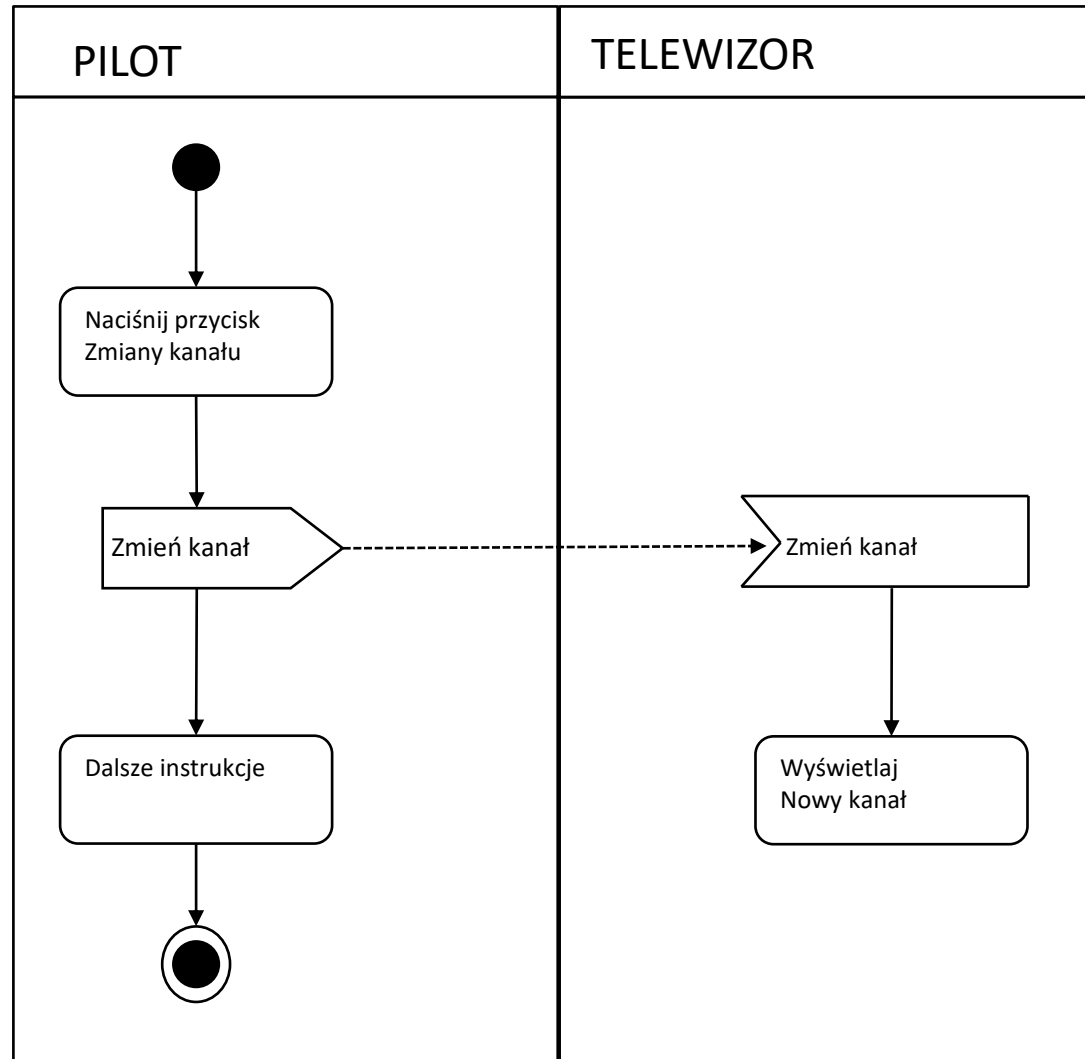 PILOT
TELEWIZOR
Naciśnij przycisk
Zmiany kanału
Zmień kanał
Zmień kanał
Dalsze instrukcje
Wyświetlaj
Nowy kanał